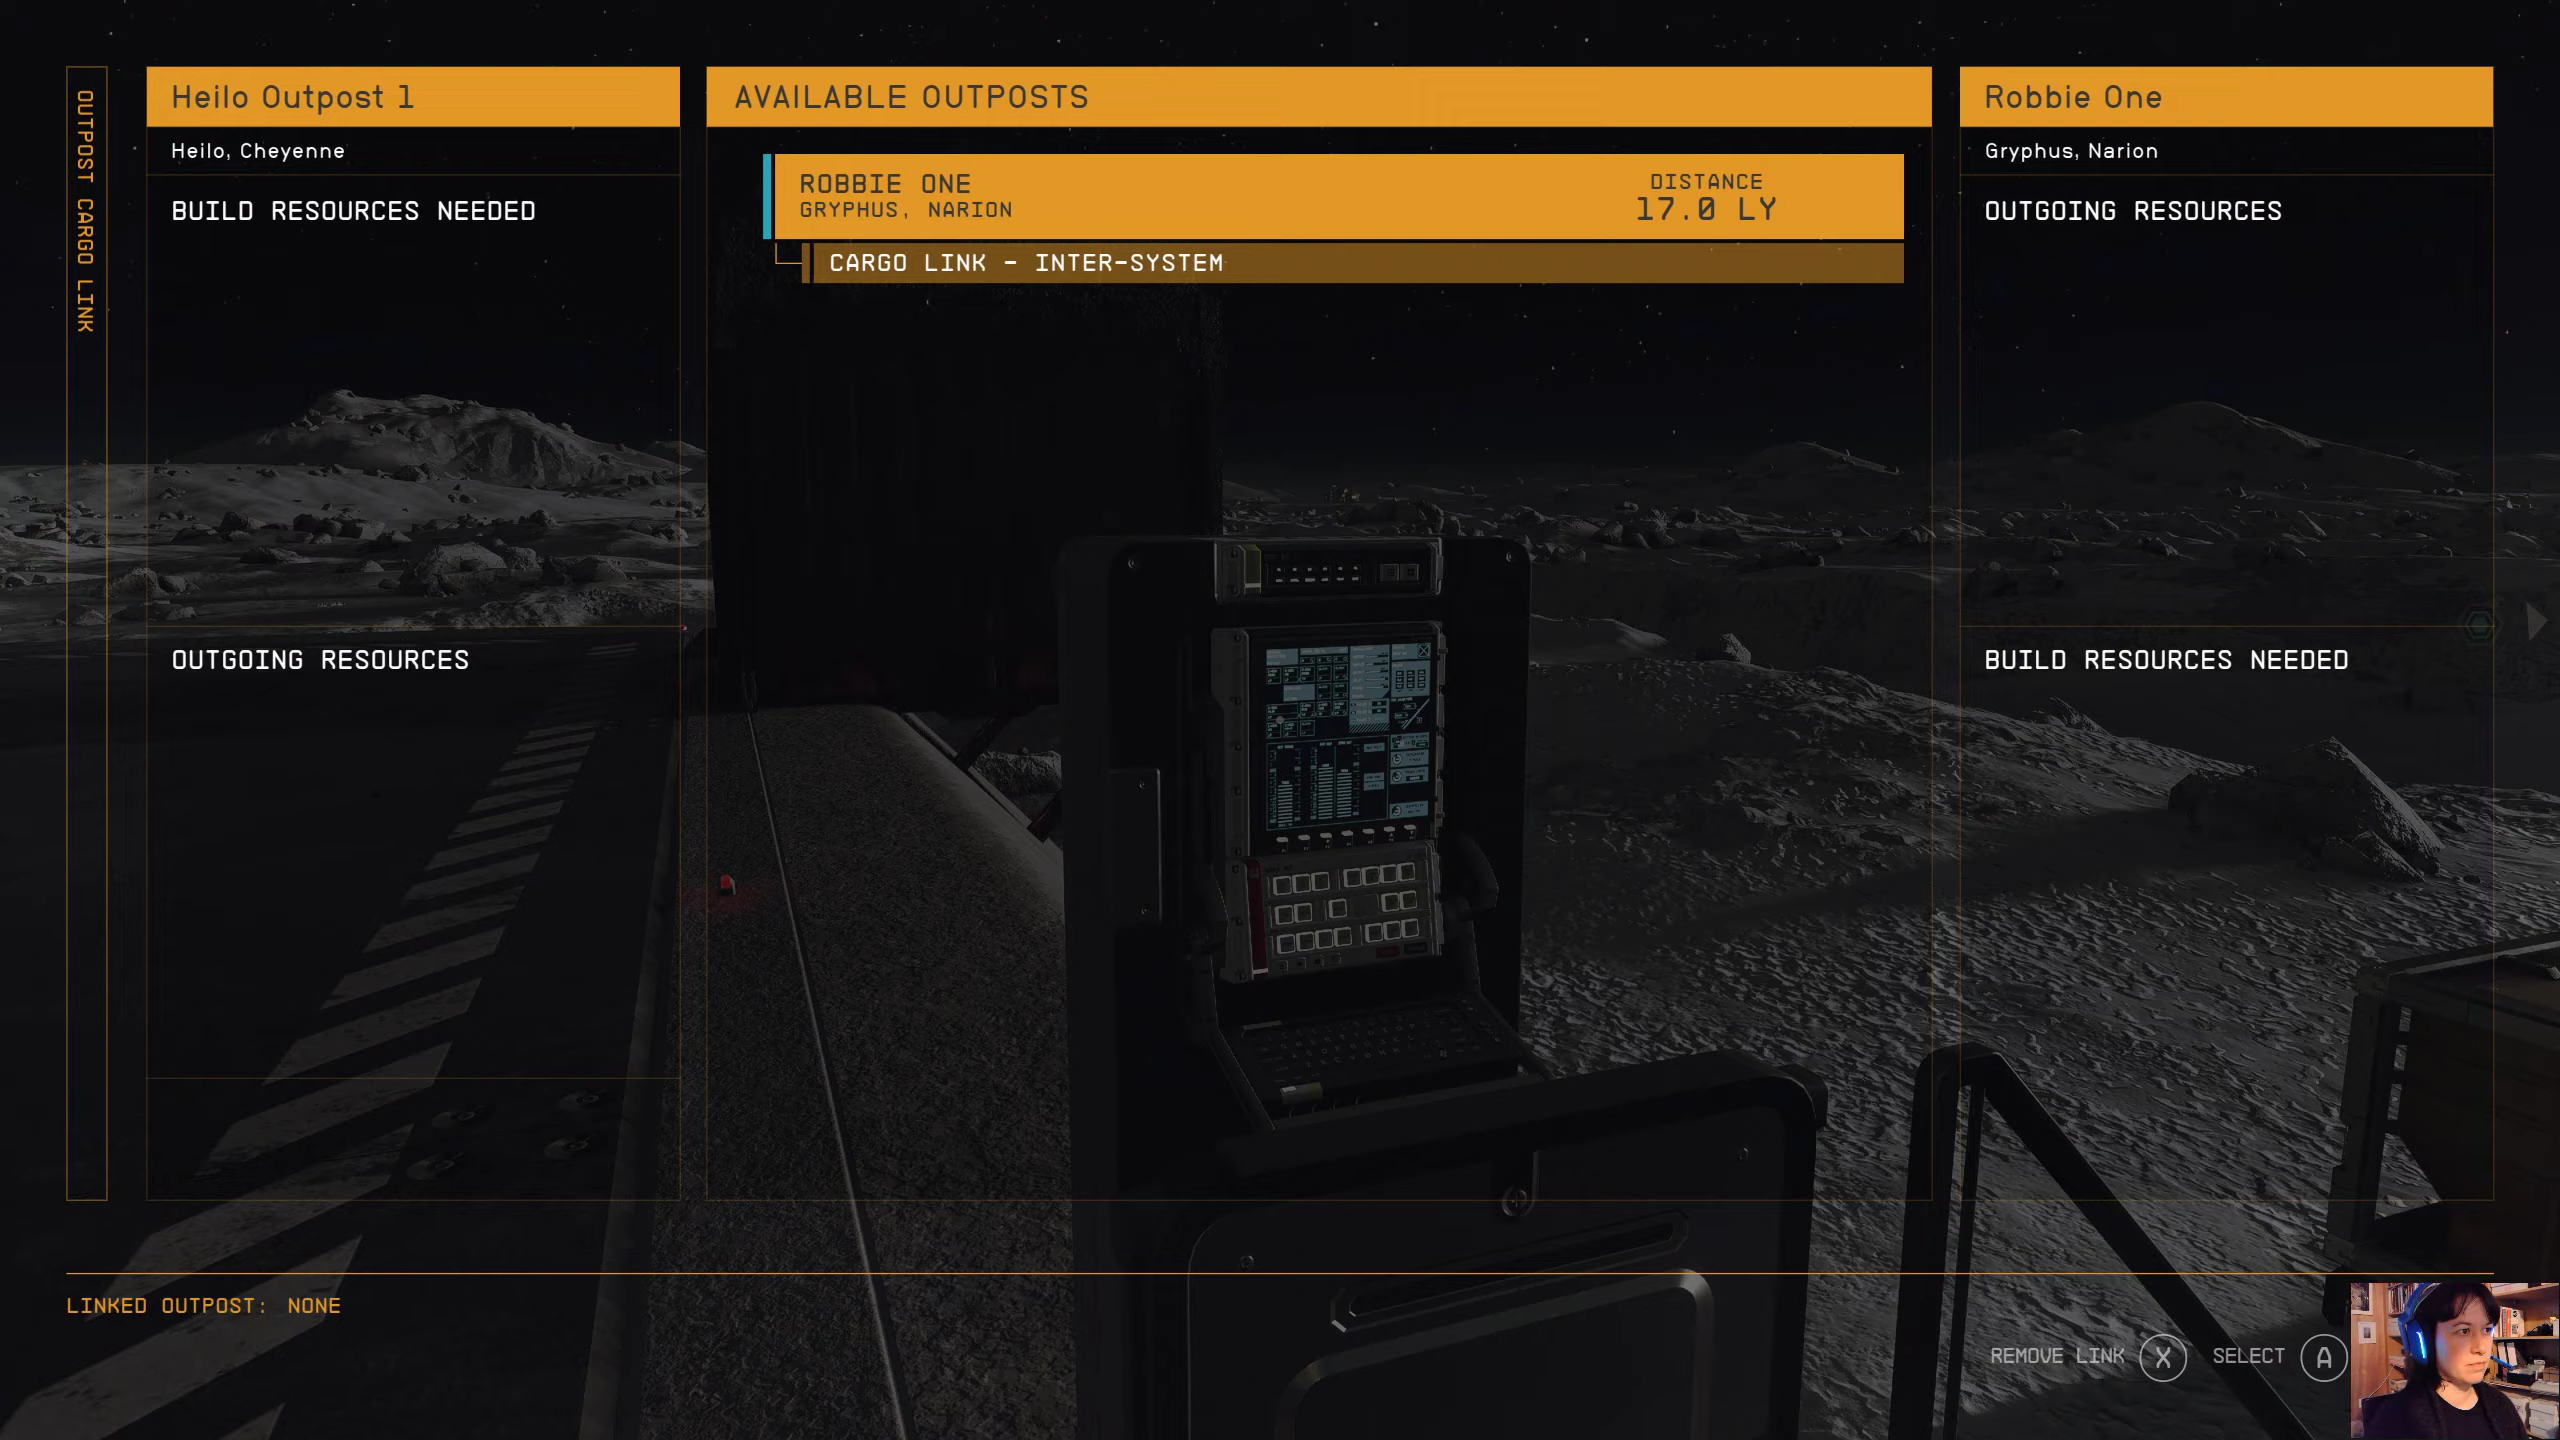 OUTPOST CARGO LINK
Heilo Outpost 1
Heilo, Cheyenne
BUILD RESOURCES NEEDED
OUTGOING RESOURCES
AVAILABLE OUTPOSTS
ROBBIE ONE
GRYPHUS, NARION
DISTANCE
17.0 LY
CARGO LINK - INTER-SYSTEM
Robbie One
Gryphus, Narion
OUTGOING RESOURCES
BUILD RESOURCES NEEDED
LINKED OUTPOST: NONE
REMOVE LINK X SELECT A